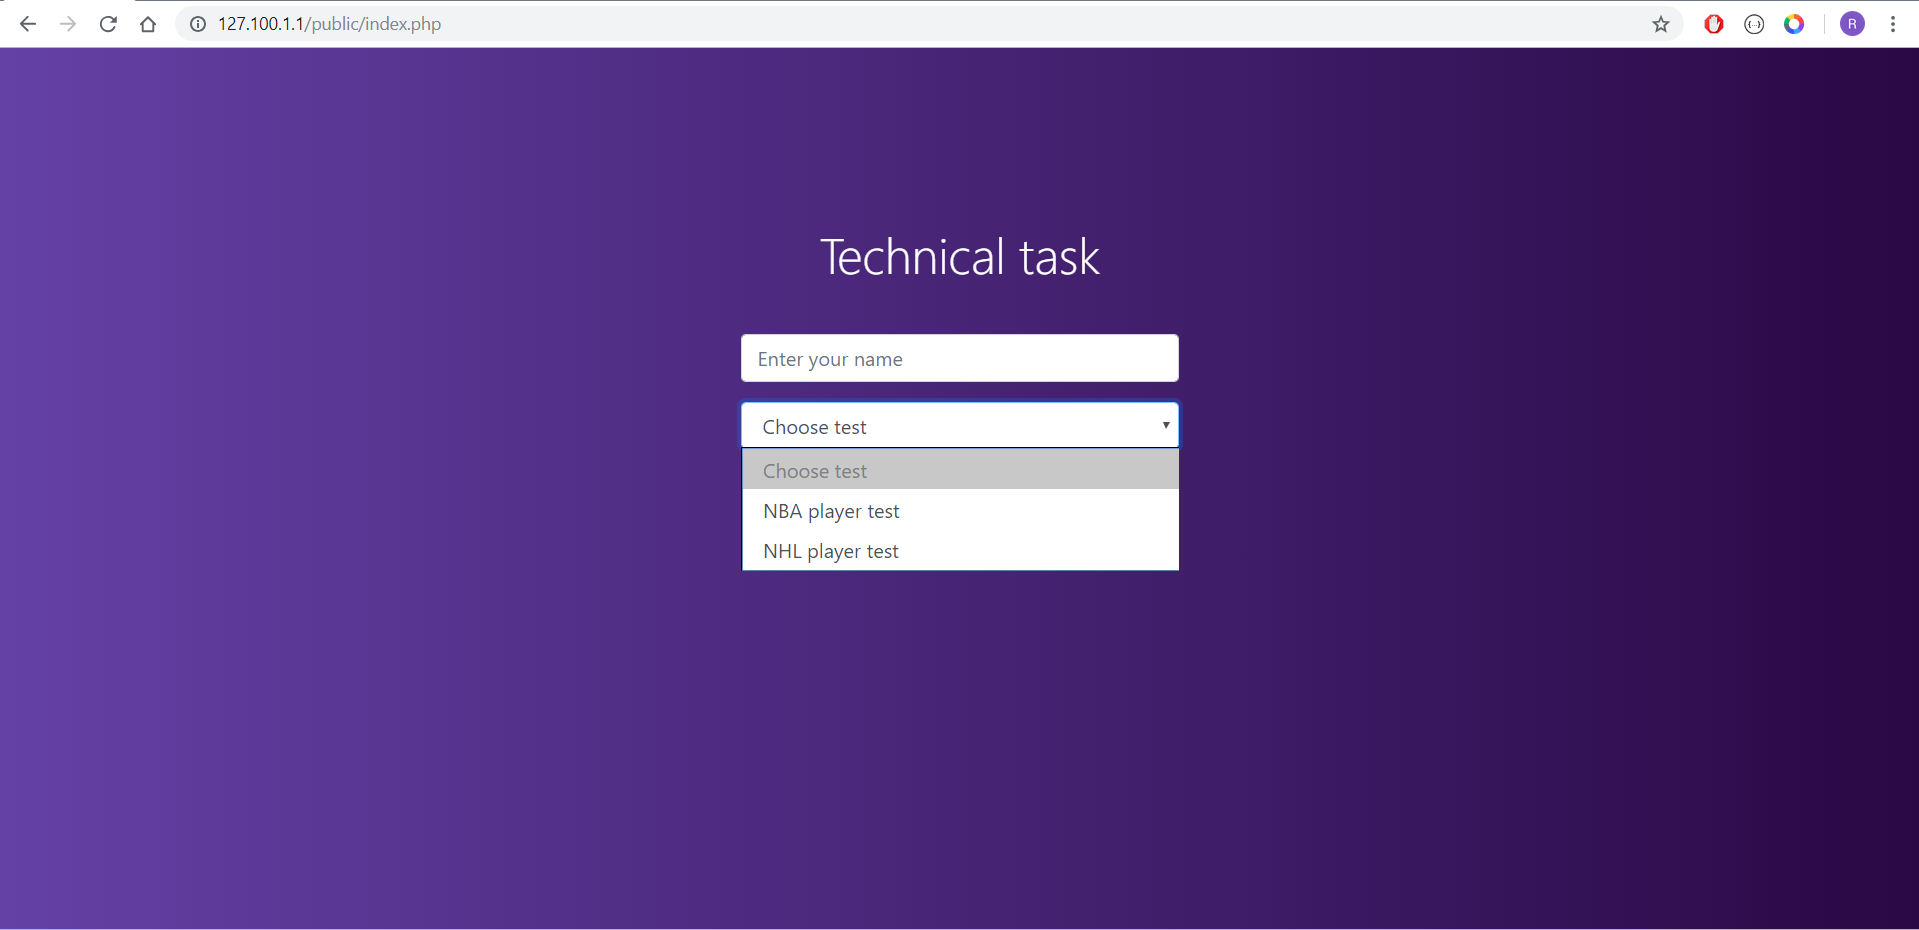 127.100.1.1/public/index.php
R
Technical task
Enter your name
Choose test
Choose test
NBA player test
NHL player test